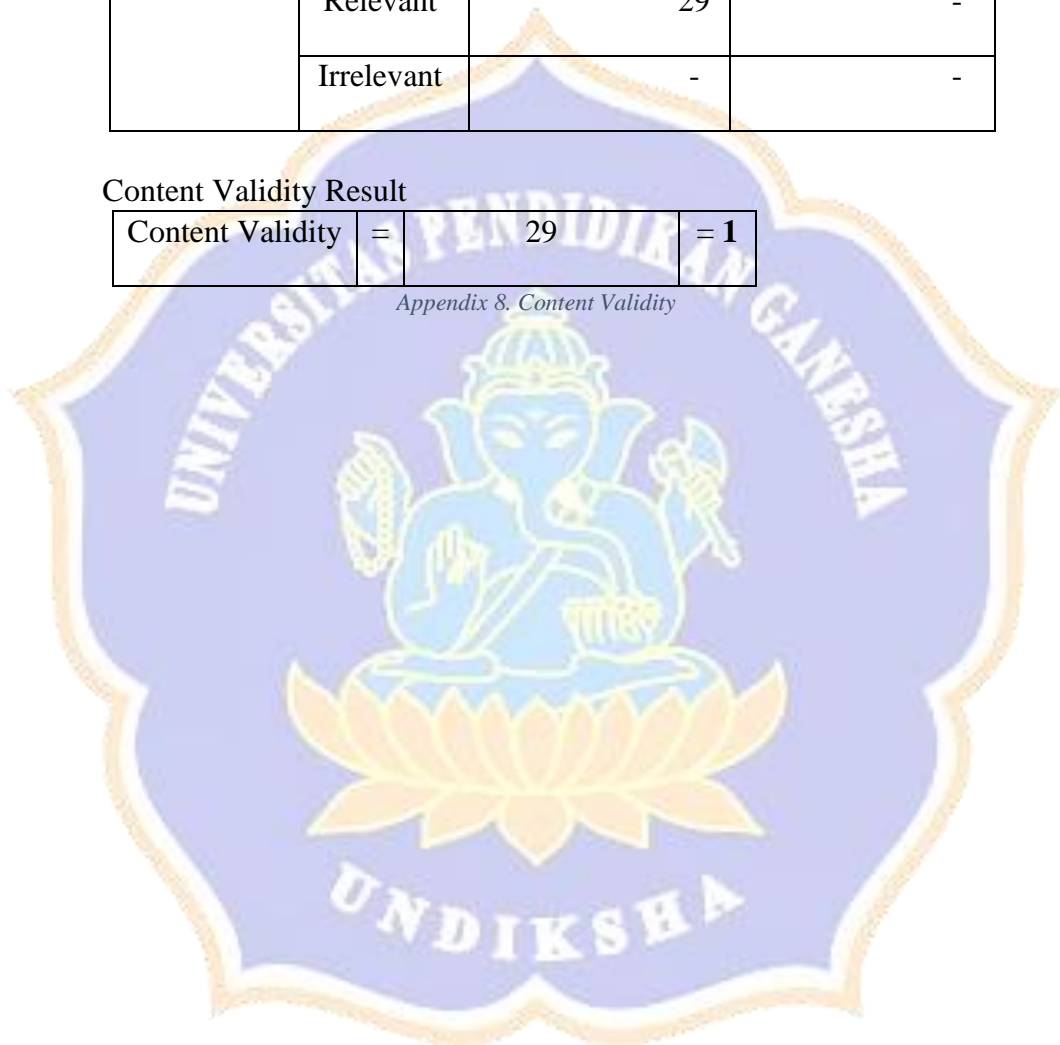 Relevant 29 -
Irrelevant - -
Content Validity Result
Content Validity = 29 = 1
Appendix 8. Content Validity
UNIVERSITAS PENDIDIKAN GANESHA
UNDIKSHA